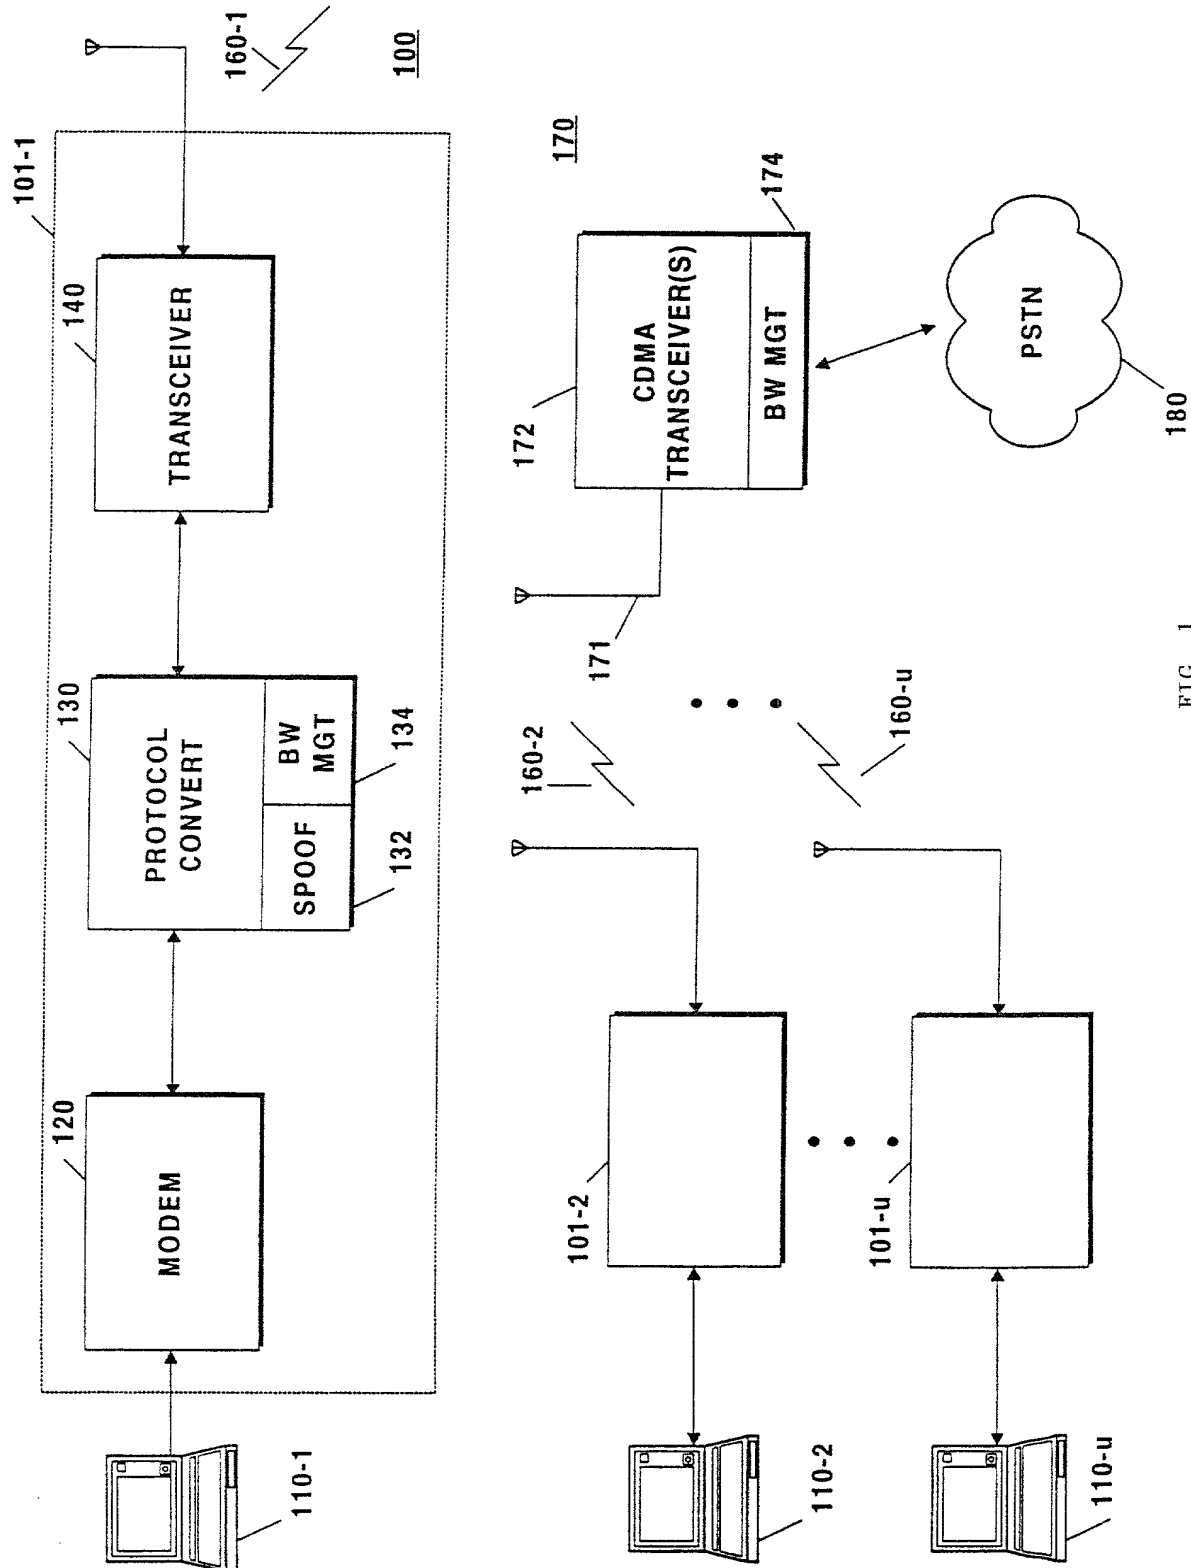 101-1
110-1
120
MODEM
130
PROTOCOL
CONVERT
SPOOF
BW
MGT
132
134
140
TRANSCEIVER
160-1
100
110-2
101-2
160-2
110-u
101-u
160-u
170
171
172
CDMA
TRANSCEIVER(S)
BW MGT
174
PSTN
180
FIG. 1